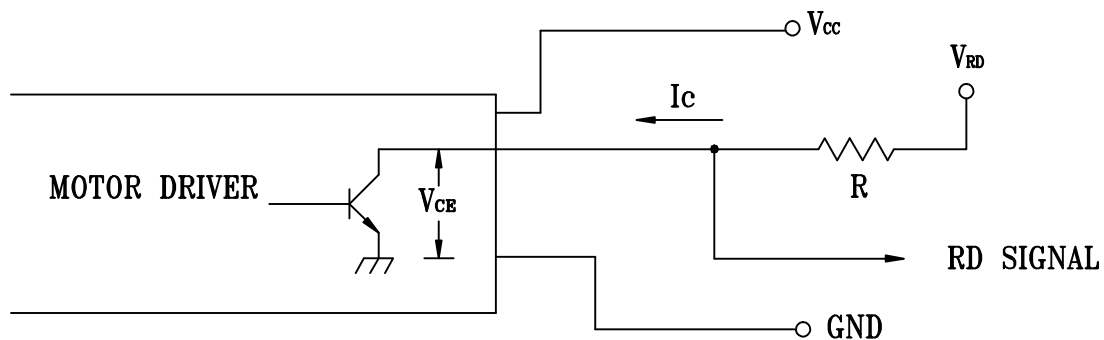 VCC
VRD
Ic
MOTOR DRIVER
VCE
R
RD SIGNAL
GND